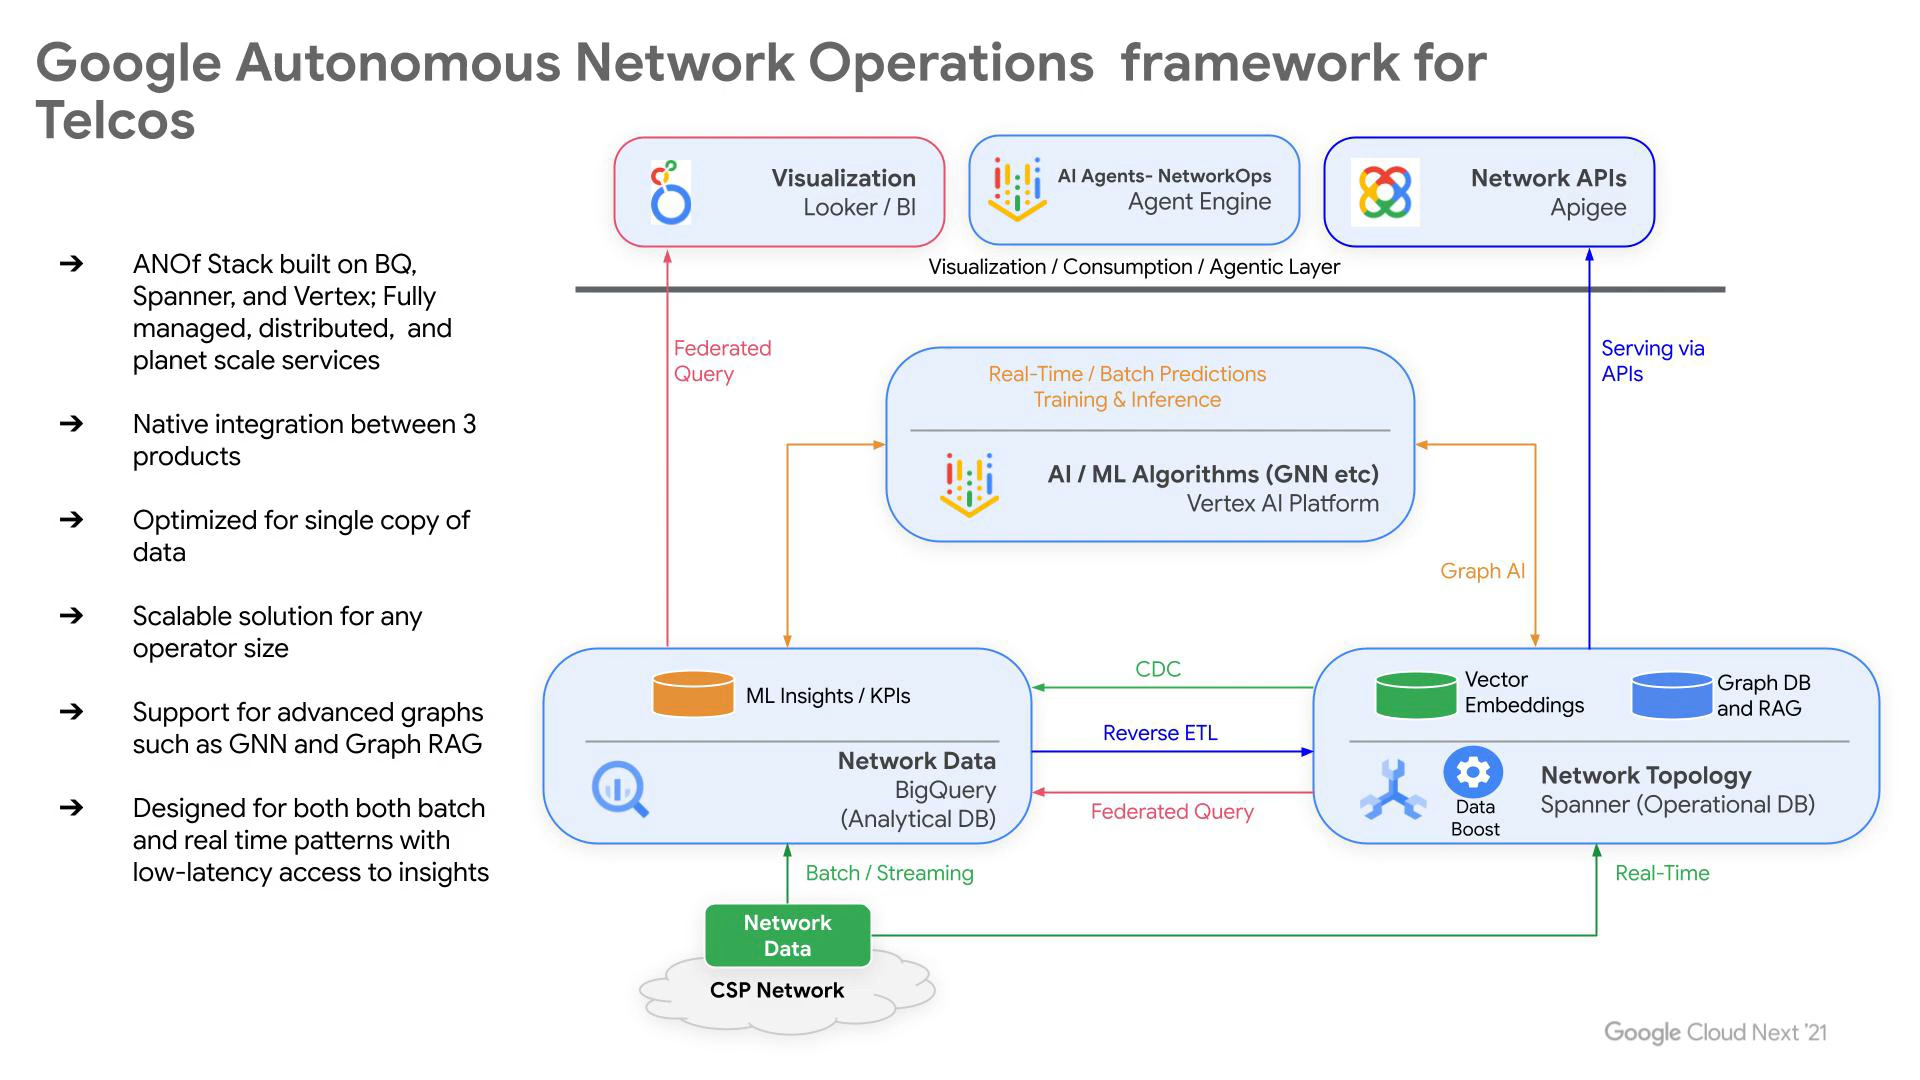 Google Autonomous Network Operations  framework for
Telcos
➔ ANOf Stack built on BQ,
Spanner, and Vertex; Fully
managed, distributed,  and
planet scale services
➔ Native integration between 3
products
➔ Optimized for single copy of
data
➔ Scalable solution for any
operator size
➔ Support for advanced graphs
such as GNN and Graph RAG
➔ Designed for both both batch
and real time patterns with
low-latency access to insights
Visualization
Looker / BI
AI Agents- NetworkOps
Agent Engine
Network APIs
Apigee
Visualization / Consumption / Agentic Layer
Federated
Query
Serving via
APIs
Real-Time / Batch Predictions
Training & Inference
AI / ML Algorithms (GNN etc)
Vertex AI Platform
Graph AI
ML Insights / KPIs
Network Data
BigQuery
(Analytical DB)
CDC
Reverse ETL
Federated Query
Vector
Embeddings
Graph DB
and RAG
Data
Boost
Network Topology
Spanner (Operational DB)
Batch / Streaming
Real-Time
Network
Data
CSP Network
Google Cloud Next '21